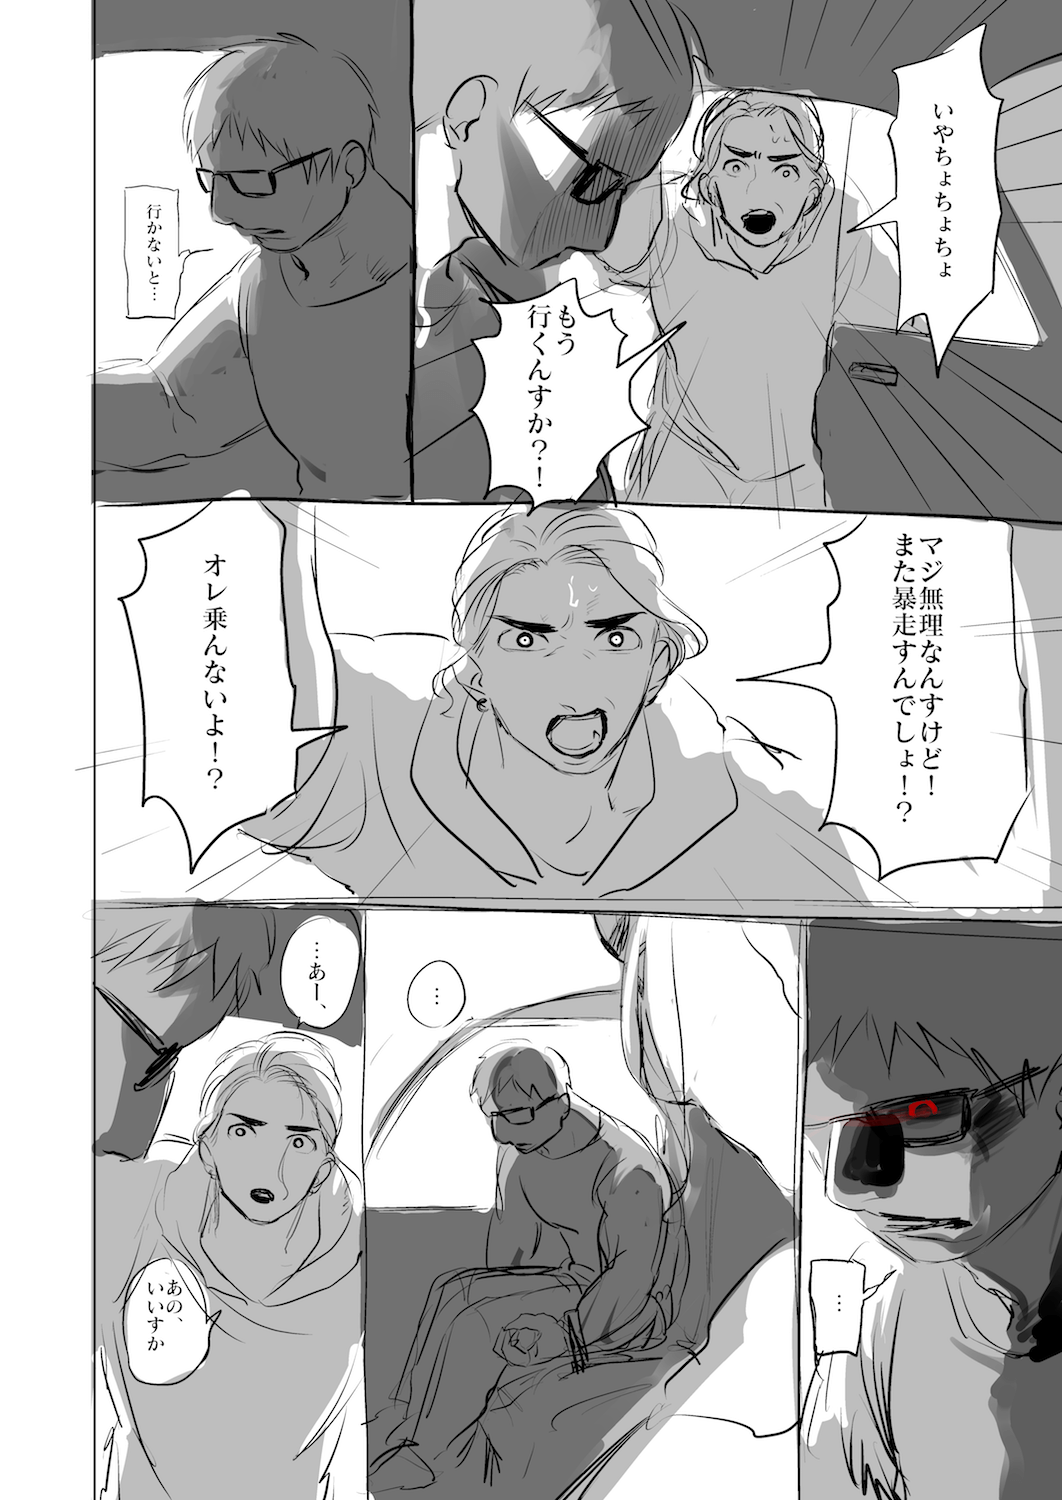 いやちょちょちょ
もう
行くんすか?!
行かないと…
マジ無理なんすけど!
また暴走すんでしょ!?
オレ乗んないよ!?
…
…
…あー、
あの、
いいすか